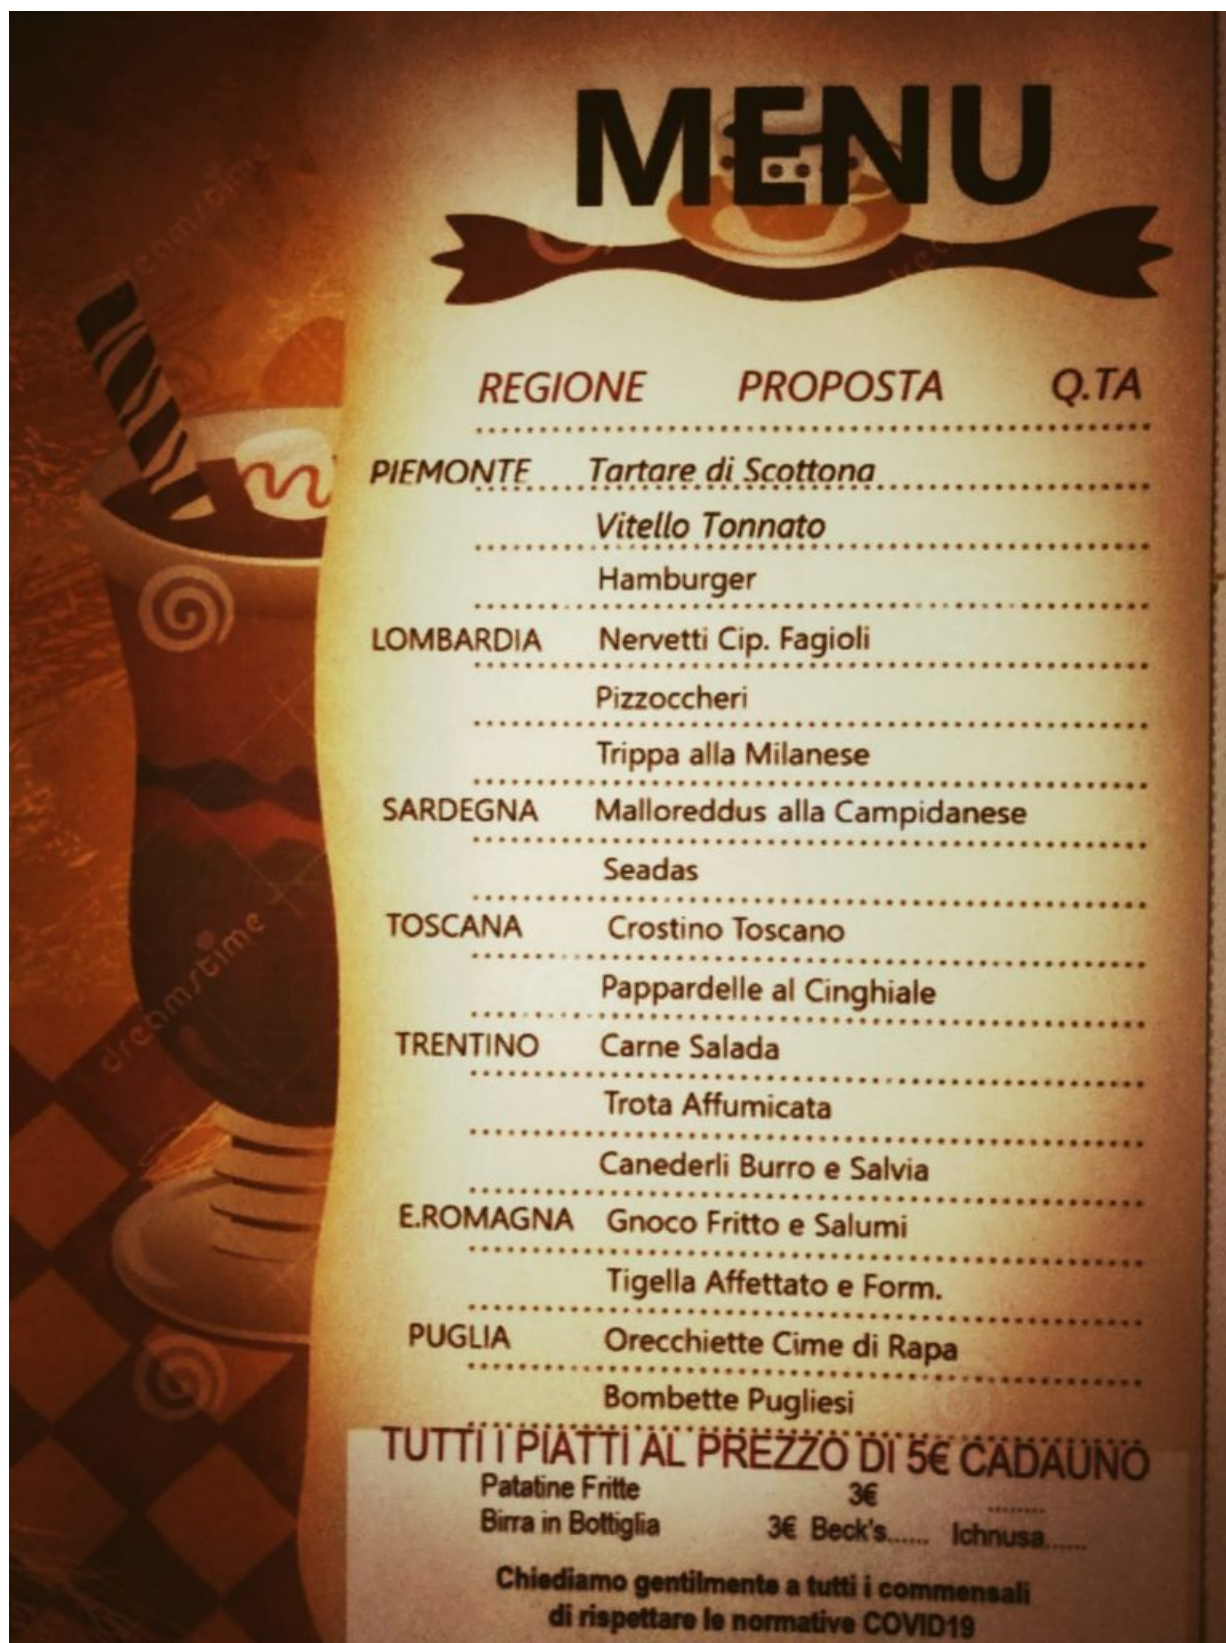 MENU
REGIONE PROPOSTA Q.TA
PIEMONTE Tartare di Scottona
Vitello Tonnato
Hamburger
LOMBARDIA Nervetti Cip. Fagioli
Pizzoccheri
Trippa alla Milanese
SARDEGNA Malloreddus alla Campidanese
Seadas
TOSCANA Crostino Toscano
Pappardelle al Cinghiale
TRENTINO Carne Salada
Trota Affumicata
Canederli Burro e Salvia
E.ROMAGNA Gnoco Fritto e Salumi
Tigella Affettato e Form.
PUGLIA Orecchiette Cime di Rapa
Bombette Pugliesi
TUTTI I PIATTI AL PREZZO DI 5€ CADAUNO
Patatine Fritte 3€ ........
Birra in Bottiglia 3€ Beck's...... Ichnusa......
Chiediamo gentilmente a tutti i commensali
di rispettare le normative COVID19
dreamstime
dreamstime